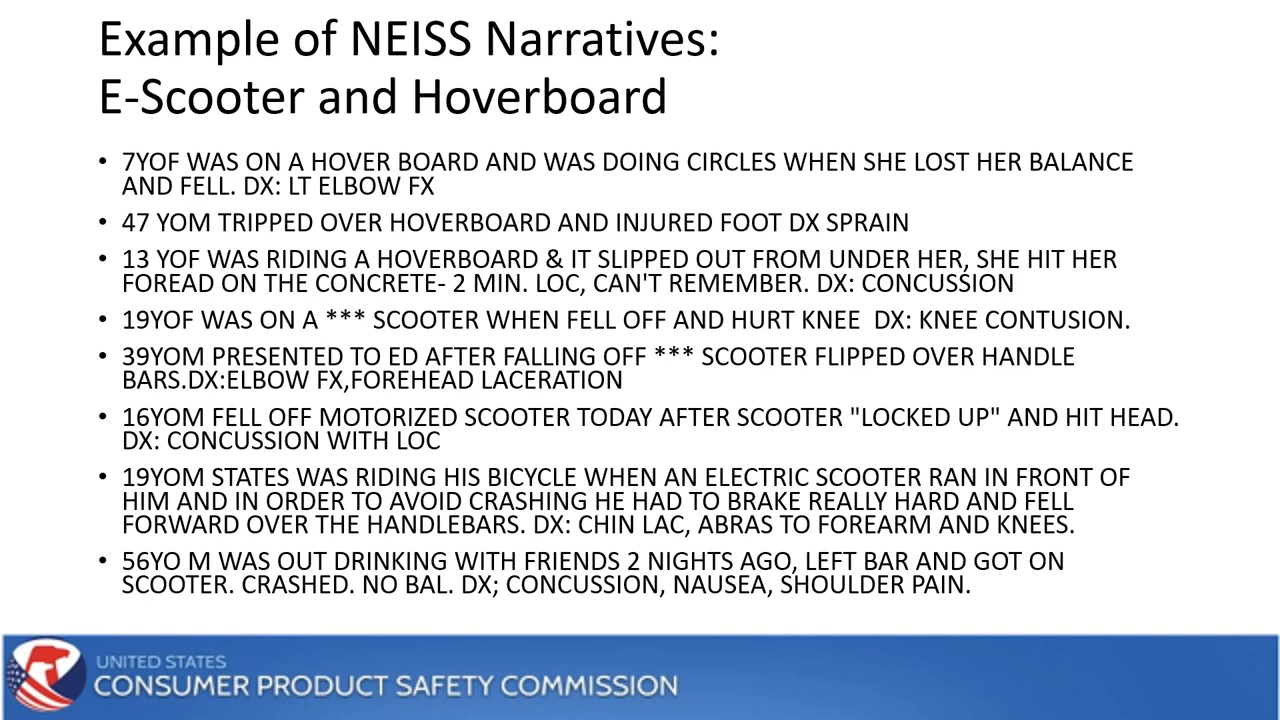 Example of NEISS Narratives:
E-Scooter and Hoverboard
• 7YOF WAS ON A HOVER BOARD AND WAS DOING CIRCLES WHEN SHE LOST HER BALANCE
AND FELL. DX: LT ELBOW FX
• 47 YOM TRIPPED OVER HOVERBOARD AND INJURED FOOT DX SPRAIN
• 13 YOF WAS RIDING A HOVERBOARD & IT SLIPPED OUT FROM UNDER HER, SHE HIT HER
FOREAD ON THE CONCRETE- 2 MIN. LOC, CAN'T REMEMBER. DX: CONCUSSION
• 19YOF WAS ON A *** SCOOTER WHEN FELL OFF AND HURT KNEE  DX: KNEE CONTUSION.
• 39YOM PRESENTED TO ED AFTER FALLING OFF *** SCOOTER FLIPPED OVER HANDLE
BARS.DX:ELBOW FX,FOREHEAD LACERATION
• 16YOM FELL OFF MOTORIZED SCOOTER TODAY AFTER SCOOTER "LOCKED UP" AND HIT HEAD.
DX: CONCUSSION WITH LOC
• 19YOM STATES WAS RIDING HIS BICYCLE WHEN AN ELECTRIC SCOOTER RAN IN FRONT OF
HIM AND IN ORDER TO AVOID CRASHING HE HAD TO BRAKE REALLY HARD AND FELL
FORWARD OVER THE HANDLEBARS. DX: CHIN LAC, ABRAS TO FOREARM AND KNEES.
• 56YO M WAS OUT DRINKING WITH FRIENDS 2 NIGHTS AGO, LEFT BAR AND GOT ON
SCOOTER. CRASHED. NO BAL. DX; CONCUSSION, NAUSEA, SHOULDER PAIN.
UNITED STATES
CONSUMER PRODUCT SAFETY COMMISSION